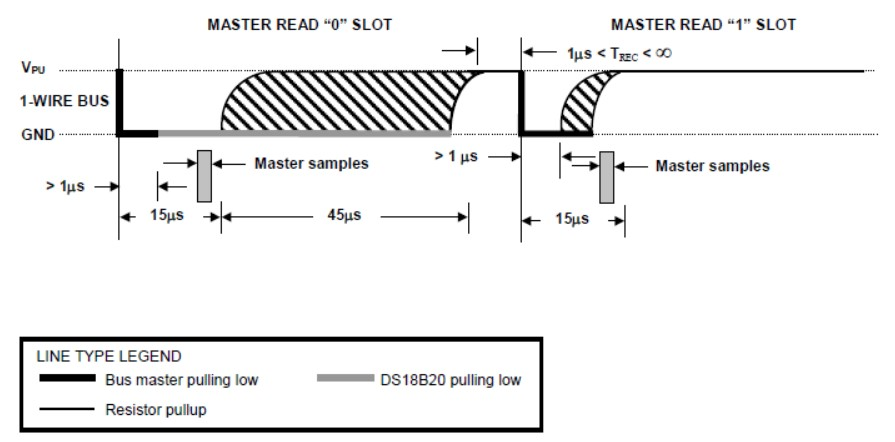 MASTER READ “0” SLOT
MASTER READ “1” SLOT
1µs < TREC < ∞
VPU
1-WIRE BUS
GND
Master samples
> 1 µs
Master samples
> 1µs
15µs
45µs
15µs
LINE TYPE LEGEND
Bus master pulling low
DS18B20 pulling low
Resistor pullup